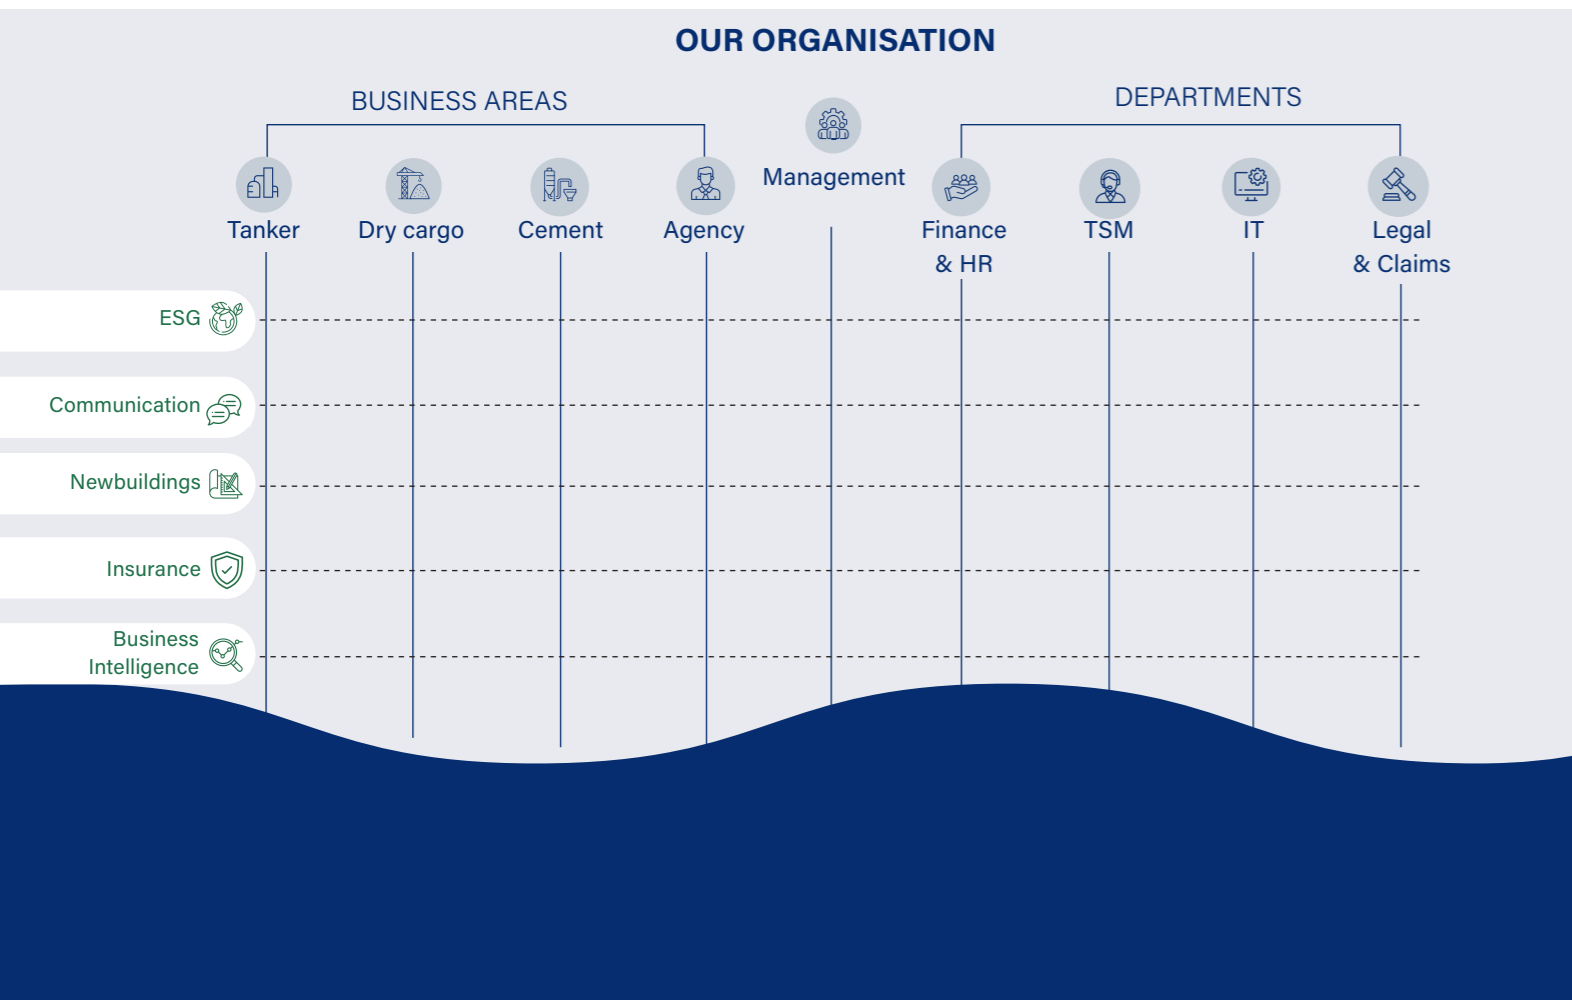 OUR ORGANISATION
BUSINESS AREAS
DEPARTMENTS
Management
Tanker
Dry cargo
Cement
Agency
Finance
& HR
TSM
IT
Legal
& Claims
ESG
Communication
Newbuildings
Insurance
Business
Intelligence